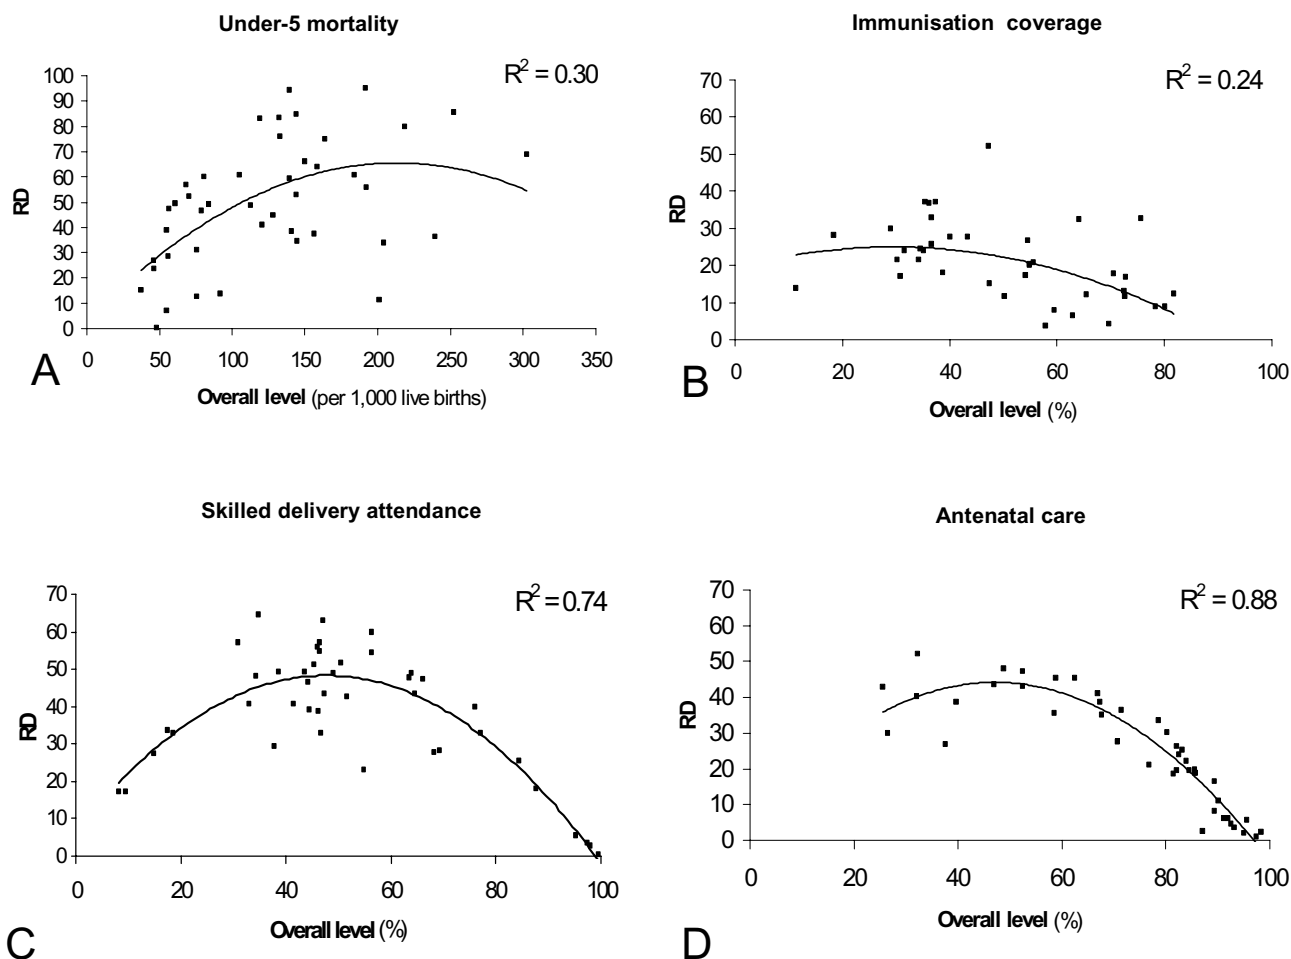 Under-5 mortality
R² = 0.30
RD
100
90
80
70
60
50
40
30
20
10
0
0 50 100 150 200 250 300 350
Overall level (per 1,000 live births)
A
Immunisation coverage
R² = 0.24
RD
70
60
50
40
30
20
10
0
0 20 40 60 80 100
Overall level (%)
B
Skilled delivery attendance
R² = 0.74
RD
70
60
50
40
30
20
10
0
0 20 40 60 80 100
Overall level (%)
C
Antenatal care
R² = 0.88
RD
70
60
50
40
30
20
10
0
0 20 40 60 80 100
Overall level (%)
D